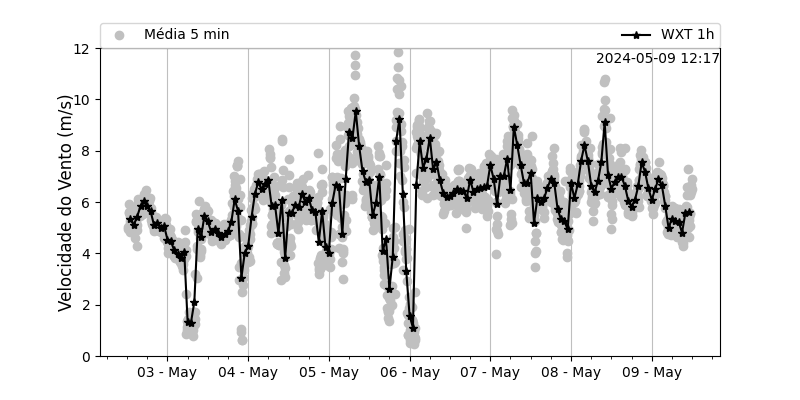 Média 5 min
WXT 1h
2024-05-09 12:17
Velocidade do Vento (m/s)
12
10
8
6
4
2
0
03 - May
04 - May
05 - May
06 - May
07 - May
08 - May
09 - May